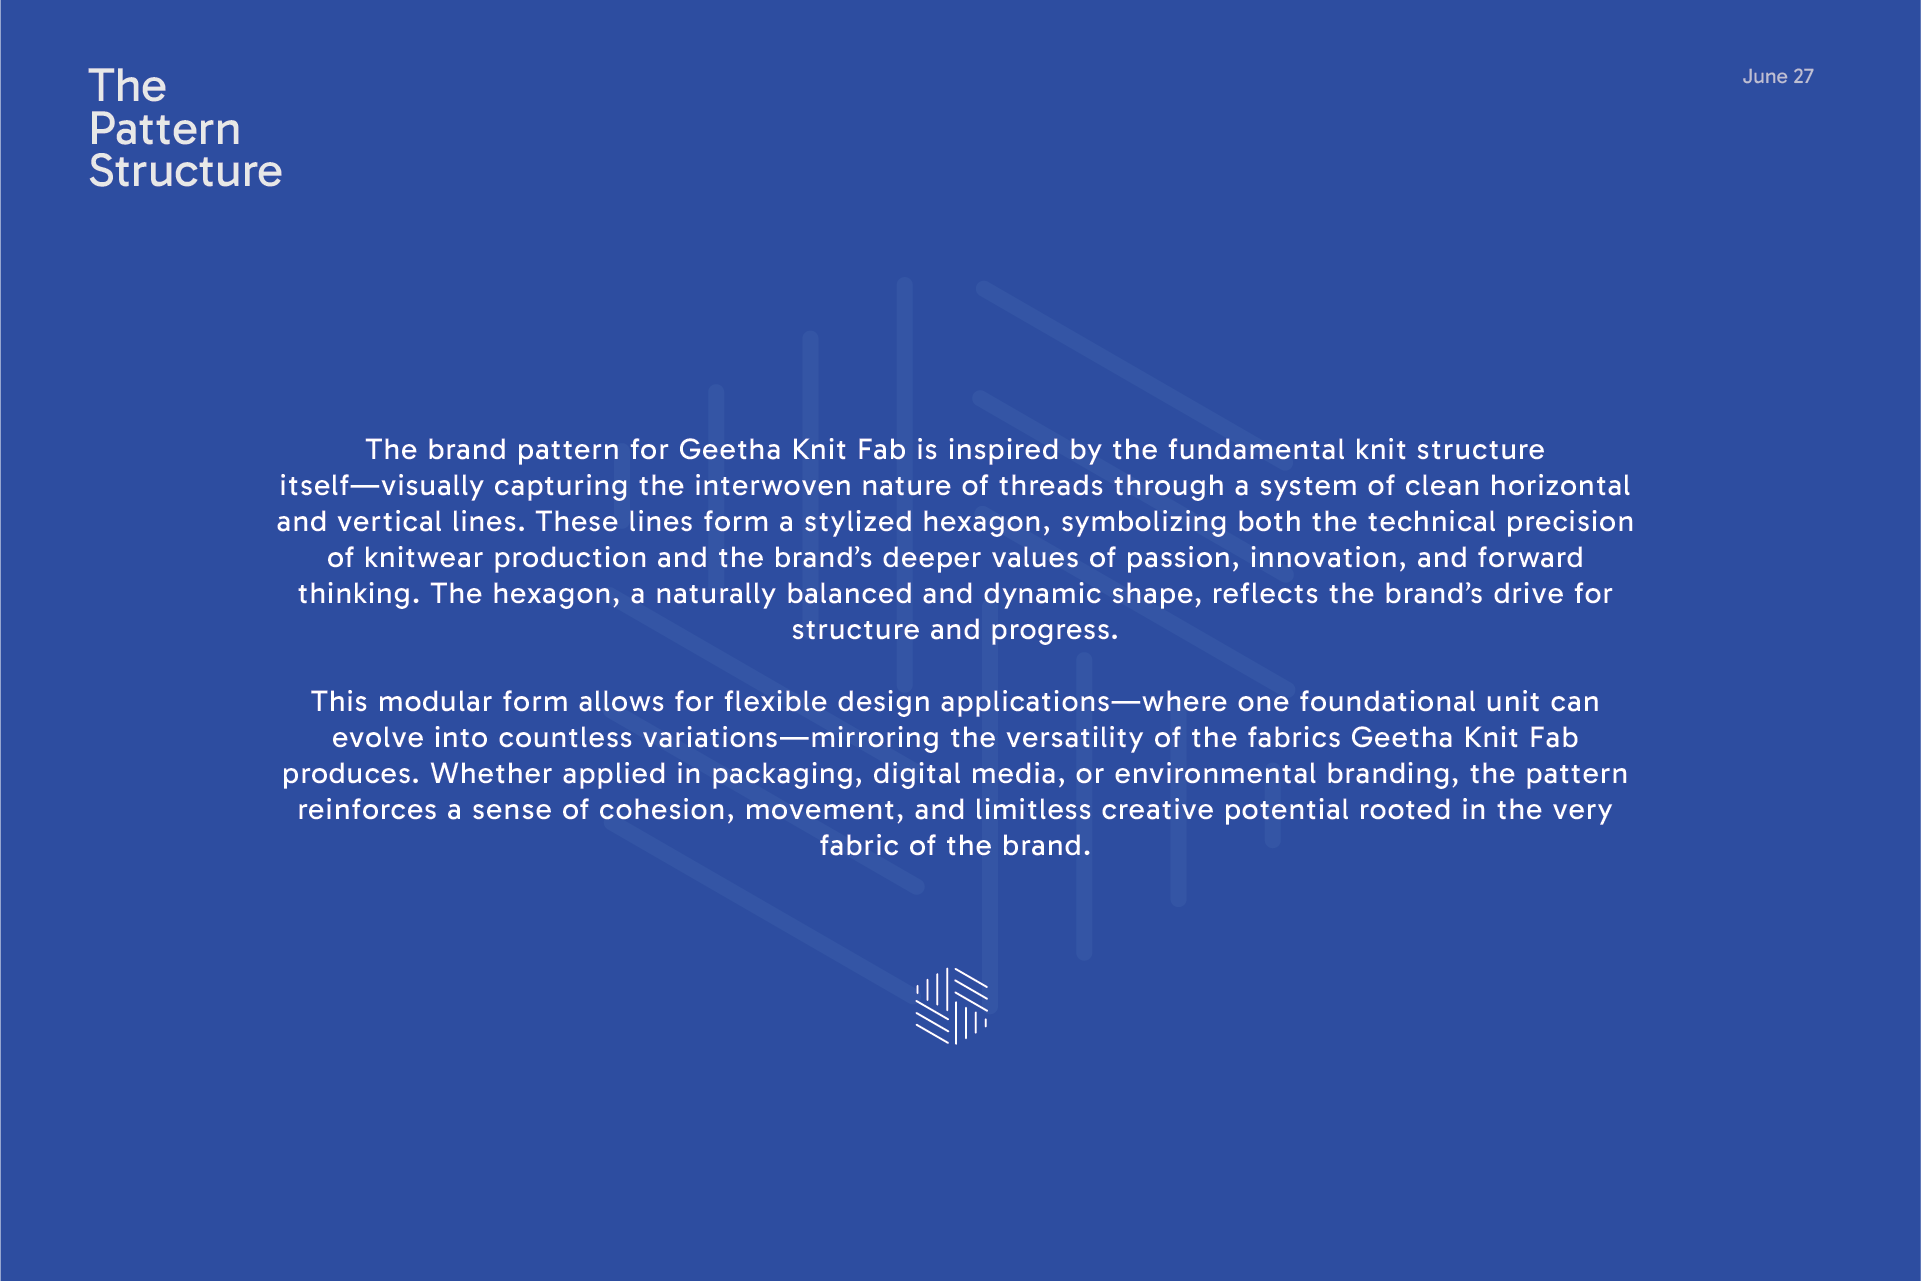 The
Pattern
Structure
June 27
The brand pattern for Geetha Knit Fab is inspired by the fundamental knit structure
itself—visually capturing the interwoven nature of threads through a system of clean horizontal
and vertical lines. These lines form a stylized hexagon, symbolizing both the technical precision
of knitwear production and the brand’s deeper values of passion, innovation, and forward
thinking. The hexagon, a naturally balanced and dynamic shape, reflects the brand’s drive for
structure and progress.
This modular form allows for flexible design applications—where one foundational unit can
evolve into countless variations—mirroring the versatility of the fabrics Geetha Knit Fab
produces. Whether applied in packaging, digital media, or environmental branding, the pattern
reinforces a sense of cohesion, movement, and limitless creative potential rooted in the very
fabric of the brand.